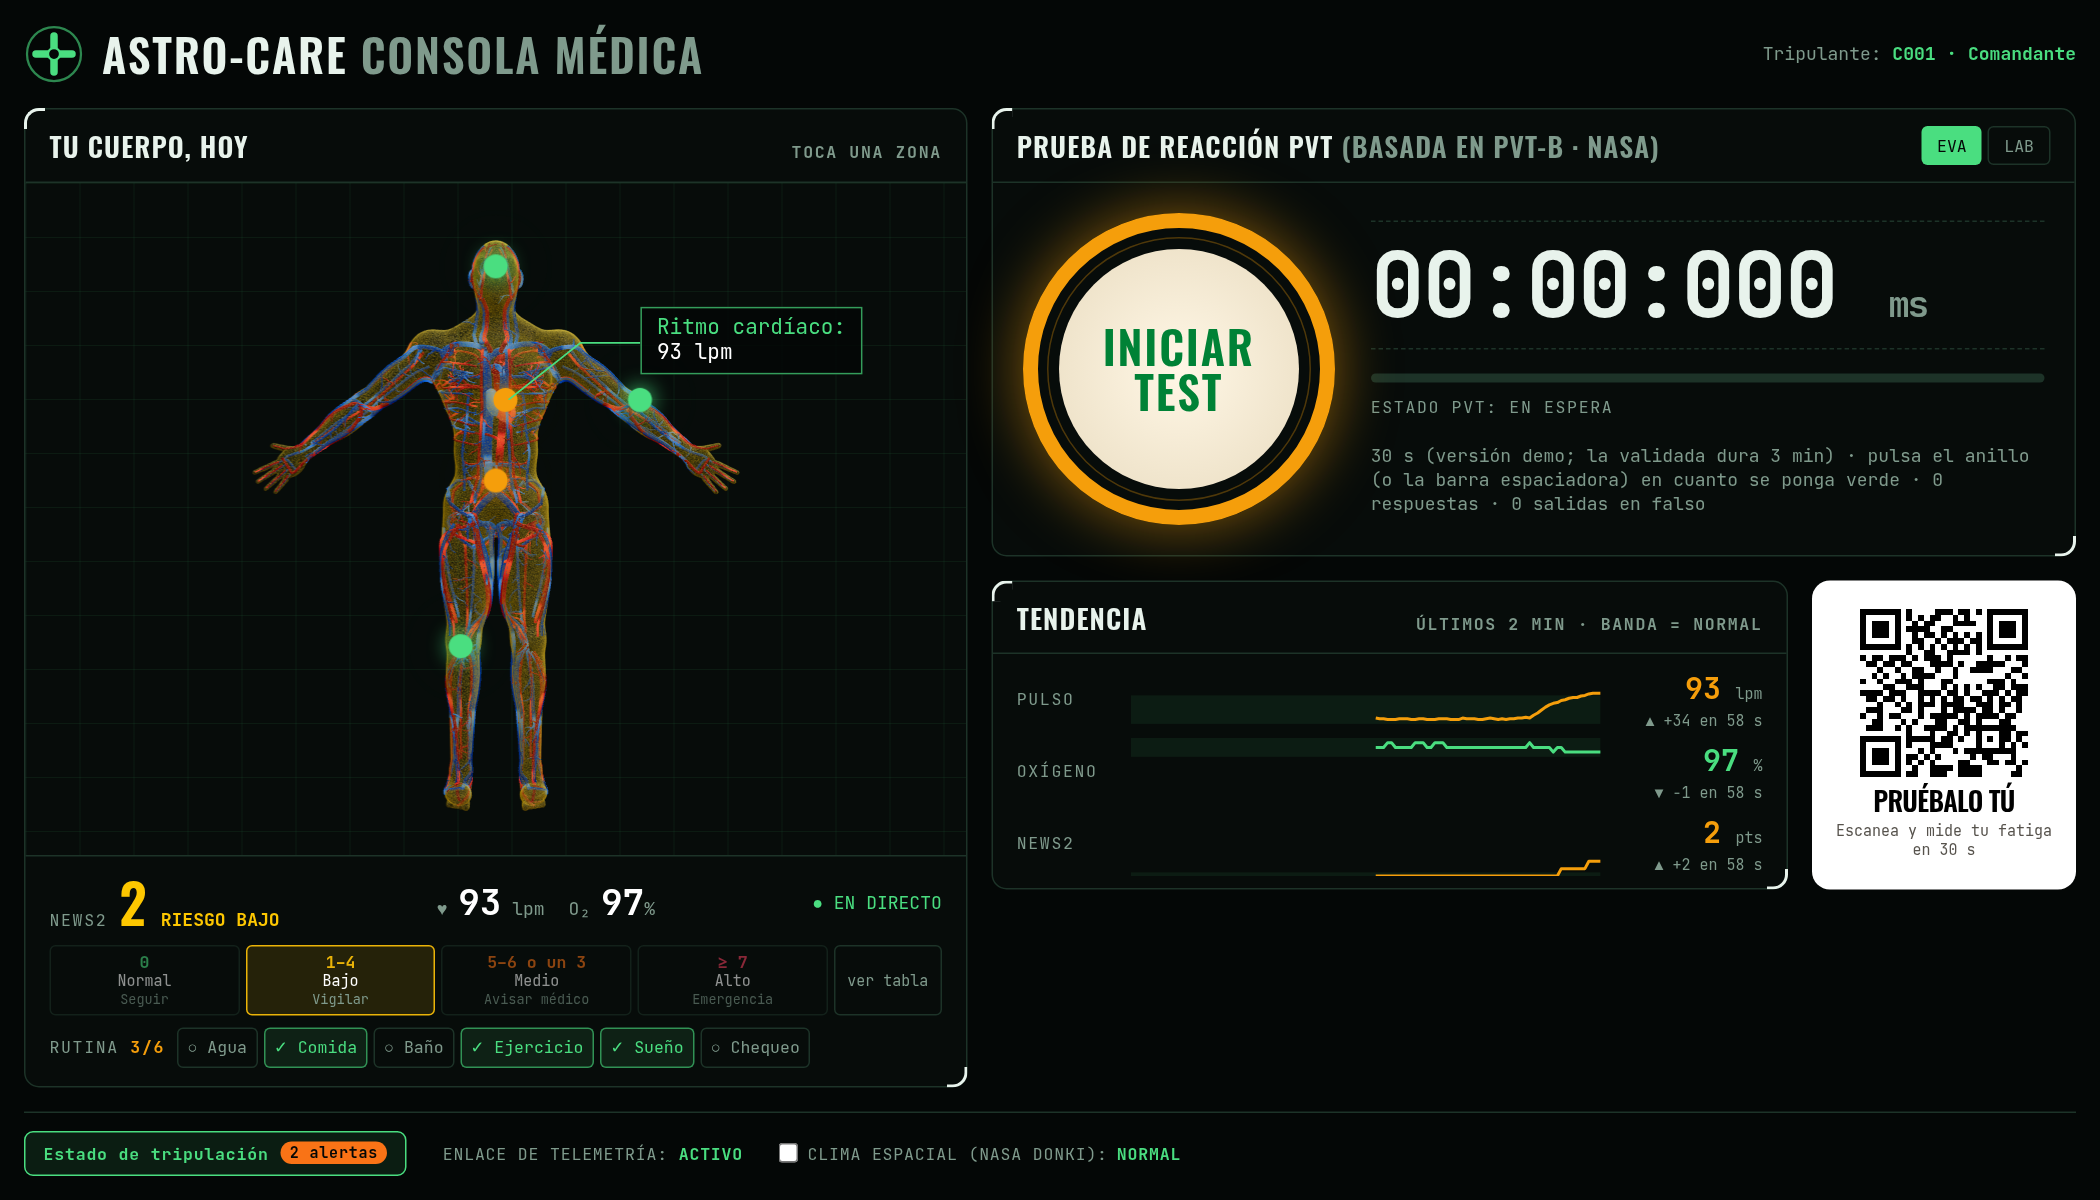 ASTRO-CARE CONSOLA MÉDICA
Tripulante: C001 · Comandante
TU CUERPO, HOY
TOCA UNA ZONA
Ritmo cardíaco:
93 lpm
NEWS2 2 RIESGO BAJO
♥ 93 lpm O₂ 97%
● EN DIRECTO
0
Normal
Seguir
1–4
Bajo
Vigilar
5–6 o un 3
Medio
Avisar médico
≥ 7
Alto
Emergencia
ver tabla
RUTINA 3/6
○ Agua
✓ Comida
○ Baño
✓ Ejercicio
✓ Sueño
○ Chequeo
PRUEBA DE REACCIÓN PVT (BASADA EN PVT-B · NASA)
EVA
LAB
INICIAR
TEST
00:00:000 ms
ESTADO PVT: EN ESPERA
30 s (versión demo; la validada dura 3 min) · pulsa el anillo
(o la barra espaciadora) en cuanto se ponga verde · 0
respuestas · 0 salidas en falso
TENDENCIA
ÚLTIMOS 2 MIN · BANDA = NORMAL
PULSO
93 lpm
▲ +34 en 58 s
OXÍGENO
97 %
▼ -1 en 58 s
NEWS2
2 pts
▲ +2 en 58 s
PRUÉBALO TÚ
Escanea y mide tu fatiga
en 30 s
Estado de tripulación 2 alertas
ENLACE DE TELEMETRÍA: ACTIVO
CLIMA ESPACIAL (NASA DONKI): NORMAL